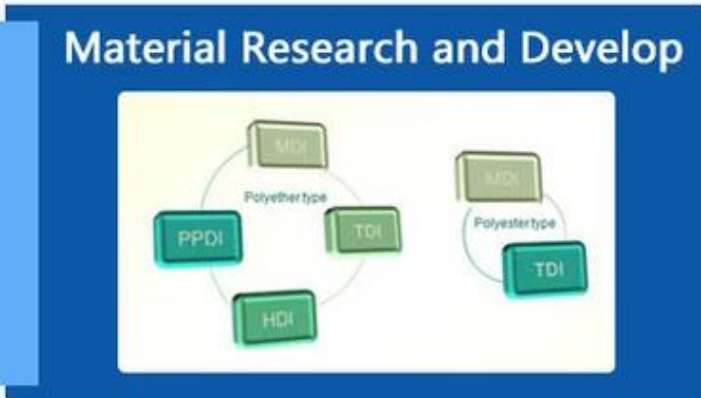 Material Research and Develop
MDI
Polyether type
PPDI
TDI
HDI
MDI
Polyester type
TDI